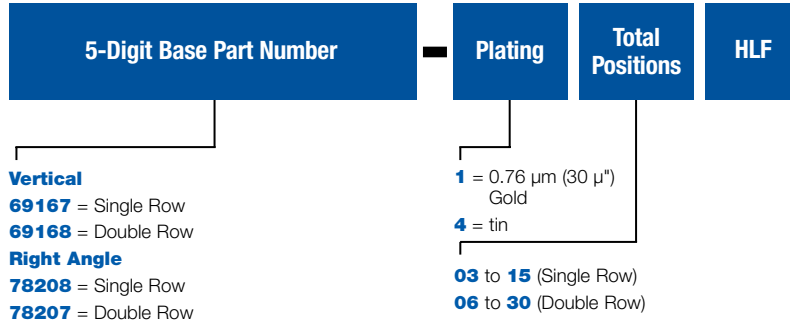 5-Digit Base Part Number - Plating Total Positions HLF
Vertical
69167 = Single Row
69168 = Double Row
Right Angle
78208 = Single Row
78207 = Double Row
1 = 0.76 µm (30 µ")
Gold
4 = tin
03 to 15 (Single Row)
06 to 30 (Double Row)